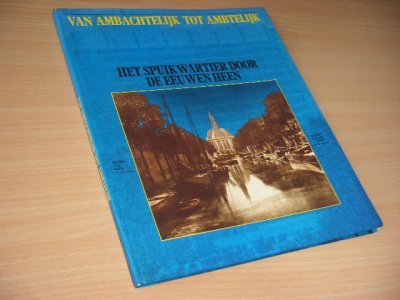 VAN AMBACHTELIJK TOT AMBTELIJK
HET SPUIKWARTIER DOOR
DE EEUWEN HEEN